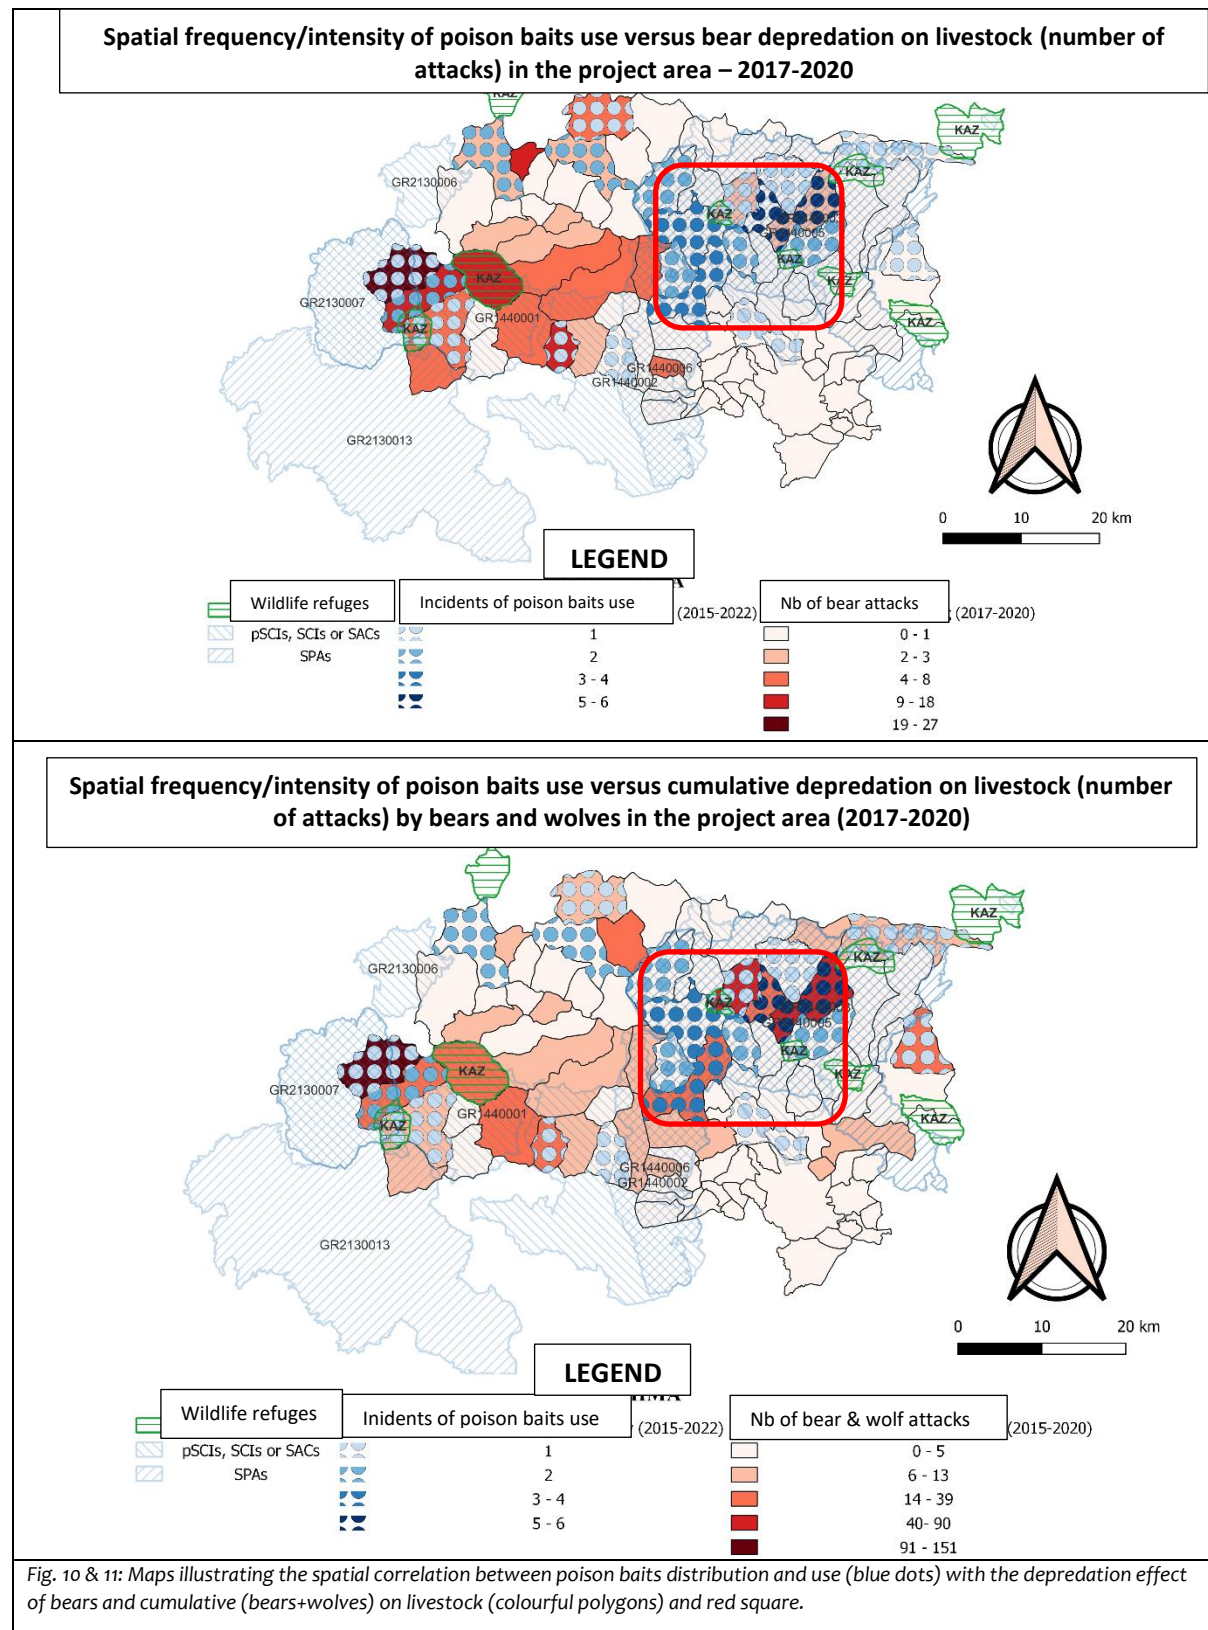 Spatial frequency/intensity of poison baits use versus bear depredation on livestock (number of
attacks) in the project area – 2017-2020
KAZ
KAZ
GR2130006
KAZ
KAZ
GR1440005
KAZ
KAZ
KAZ
GR2130007
KAZ
GR1440001
KAZ
GR1440006
GR1440002
GR2130013
0 10 20 km
LEGEND
Wildlife refuges
Incidents of poison baits use
(2015-2022)
Nb of bear attacks
(2017-2020)
pSCIs, SCIs or SACs
1
0 - 1
SPAs
2
2 - 3
3 - 4
4 - 8
5 - 6
9 - 18
19 - 27
Spatial frequency/intensity of poison baits use versus cumulative depredation on livestock (number
of attacks) by bears and wolves in the project area (2017-2020)
KAZ
GR2130006
KAZ
KAZ
KAZ
KAZ
KAZ
GR2130007
GR1440001
KAZ
KAZ
GR1440006
GR1440002
GR2130013
0 10 20 km
LEGEND
Wildlife refuges
Inidents of poison baits use
(2015-2022)
Nb of bear & wolf attacks
(2015-2020)
pSCIs, SCIs or SACs
1
0 - 5
SPAs
2
6 - 13
3 - 4
14 - 39
5 - 6
40- 90
91 - 151
Fig. 10 & 11: Maps illustrating the spatial correlation between poison baits distribution and use (blue dots) with the depredation effect
of bears and cumulative (bears+wolves) on livestock (colourful polygons) and red square.